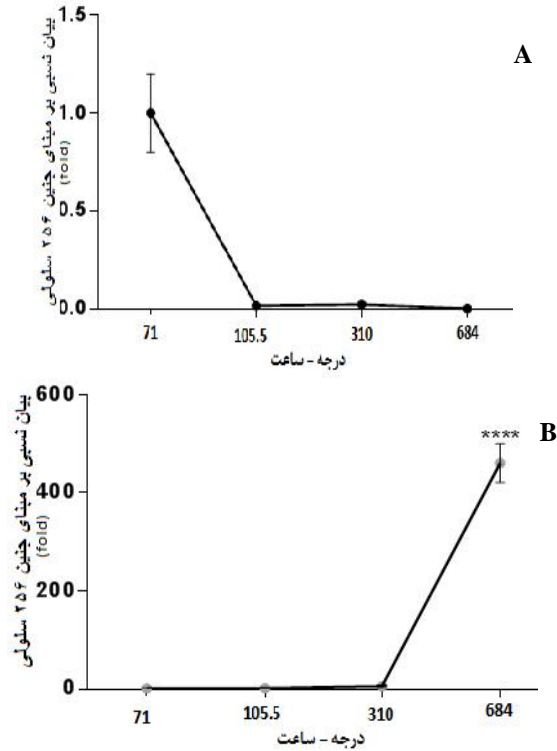 A
بیان نسبی بر مبنای جنین ۲۵۶ سلولی
(fold)
1.5
1.0
0.5
0.0
71 105.5 310 684
درجه - ساعت
B
بیان نسبی بر مبنای جنین ۲۵۶ سلولی
(fold)
600
400
200
0
****
71 105.5 310 684
درجه - ساعت